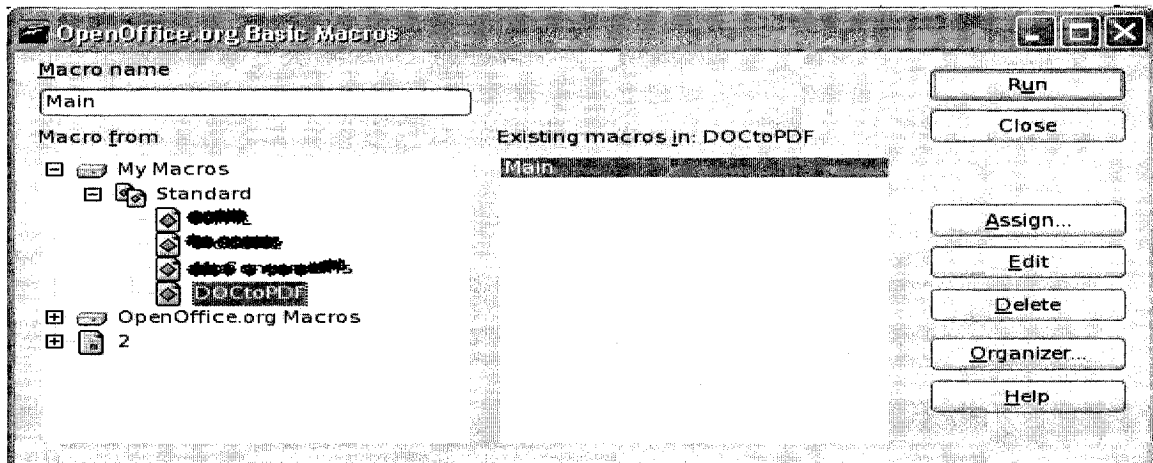 OpenOffice.org Basic Macros
Macro name
Main
Macro from
My Macros
Standard
DOCtoPDF
OpenOffice.org Macros
2
Existing macros in: DOCtoPDF
Main
Run
Close
Assign...
Edit
Delete
Organizer...
Help